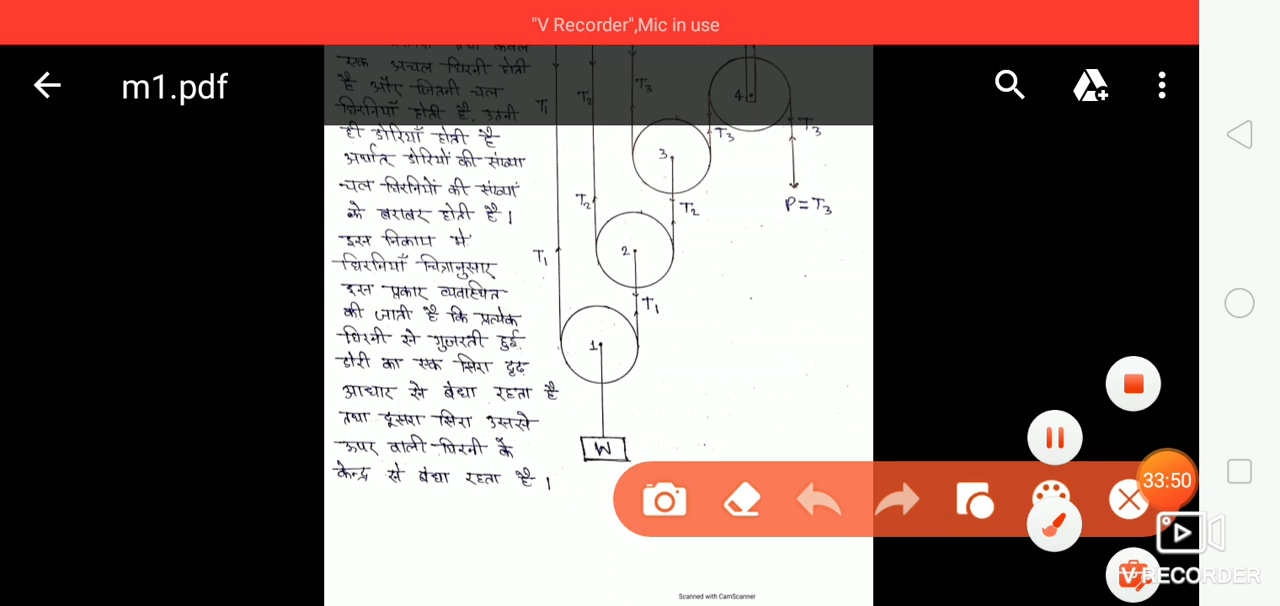 "V Recorder",Mic in use
m1.pdf
एक अचल घिरनी होती
है और जितनी चल
घिरनियाँ होती है, उतनी
ही डोरियाँ होती है
अर्थात् डोरियों की संख्या
चल घिरनियों की संख्या
के बराबर होती है।
इस निकाय में
घिरनियाँ चित्रानुसार
इस प्रकार व्यवस्थित
की जाती है कि प्रत्येक
घिरनी से गुजरती हुई
डोरी का एक सिरा दृढ़
आधार से बंधा रहता है
तथा दूसरा सिरा उससे
ऊपर वाली घिरनी के
केन्द्र से बंधा रहता है।
T1
T2
T3
4
T3
T3
3
P=T3
T2
T2
2
T1
T1
1
W
33:50
V RECORDER
Scanned with CamScanner